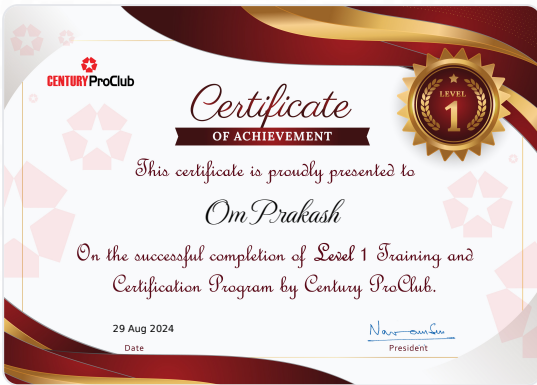 CENTURY ProClub
Certificate
OF ACHIEVEMENT
LEVEL
1
This certificate is proudly presented to
Om Prakash
On the successful completion of Level 1 Training and
Certification Program by Century ProClub.
29 Aug 2024
Date
President